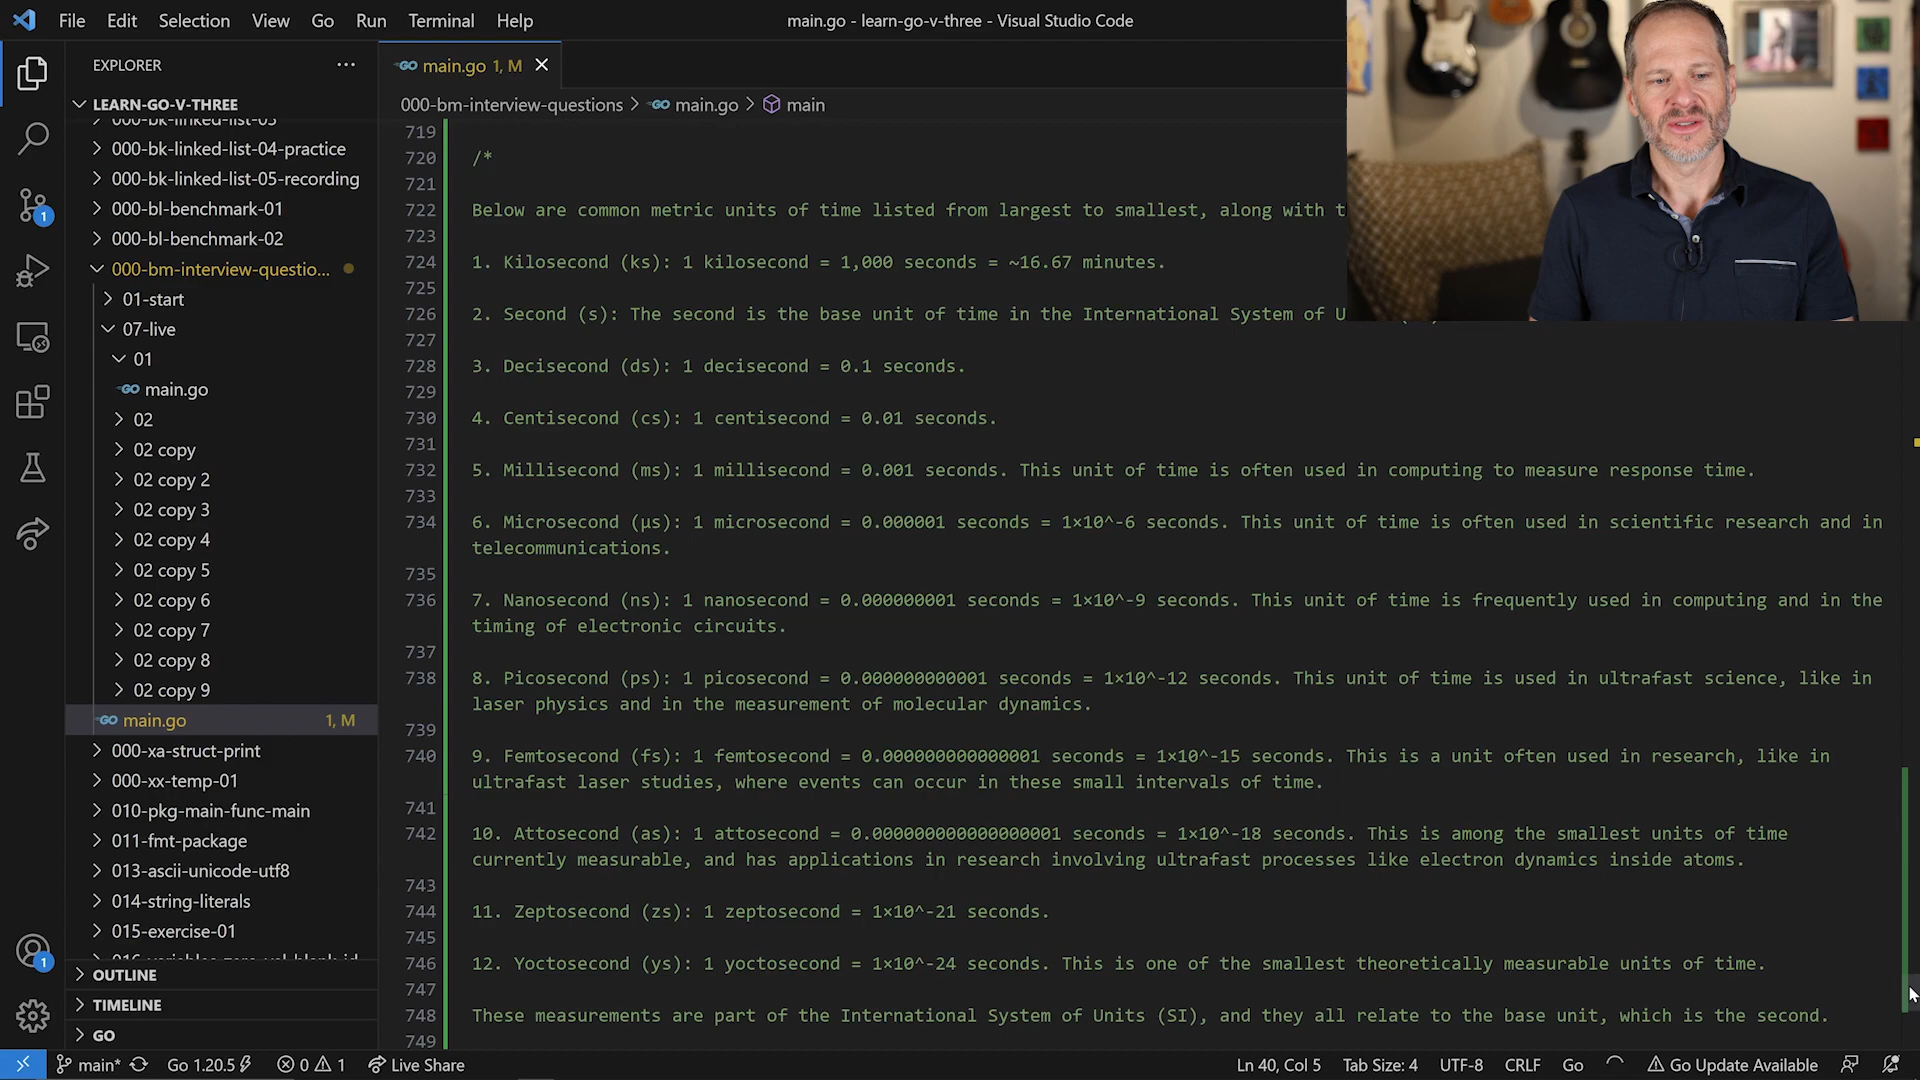 File Edit Selection View Go Run Terminal Help
main.go - learn-go-v-three - Visual Studio Code
EXPLORER
LEARN-GO-V-THREE
000-bk-linked-list-03
000-bk-linked-list-04-practice
000-bk-linked-list-05-recording
000-bl-benchmark-01
000-bl-benchmark-02
000-bm-interview-questio...
01-start
07-live
01
main.go
02
02 copy
02 copy 2
02 copy 3
02 copy 4
02 copy 5
02 copy 6
02 copy 7
02 copy 8
02 copy 9
main.go 1, M
000-xa-struct-print
000-xx-temp-01
010-pkg-main-func-main
011-fmt-package
013-ascii-unicode-utf8
014-string-literals
015-exercise-01
OUTLINE
TIMELINE
GO
1
1
main.go 1, M
000-bm-interview-questions > main.go > main
719
720 /*
721
722 Below are common metric units of time listed from largest to smallest, along with t
723
724 1. Kilosecond (ks): 1 kilosecond = 1,000 seconds = ~16.67 minutes.
725
726 2. Second (s): The second is the base unit of time in the International System of U
727
728 3. Decisecond (ds): 1 decisecond = 0.1 seconds.
729
730 4. Centisecond (cs): 1 centisecond = 0.01 seconds.
731
732 5. Millisecond (ms): 1 millisecond = 0.001 seconds. This unit of time is often used in computing to measure response time.
733
734 6. Microsecond (μs): 1 microsecond = 0.000001 seconds = 1×10^-6 seconds. This unit of time is often used in scientific research and in
telecommunications.
735
736 7. Nanosecond (ns): 1 nanosecond = 0.000000001 seconds = 1×10^-9 seconds. This unit of time is frequently used in computing and in the
timing of electronic circuits.
737
738 8. Picosecond (ps): 1 picosecond = 0.000000000001 seconds = 1×10^-12 seconds. This unit of time is used in ultrafast science, like in
laser physics and in the measurement of molecular dynamics.
739
740 9. Femtosecond (fs): 1 femtosecond = 0.000000000000001 seconds = 1×10^-15 seconds. This is a unit often used in research, like in
ultrafast laser studies, where events can occur in these small intervals of time.
741
742 10. Attosecond (as): 1 attosecond = 0.000000000000000001 seconds = 1×10^-18 seconds. This is among the smallest units of time
currently measurable, and has applications in research involving ultrafast processes like electron dynamics inside atoms.
743
744 11. Zeptosecond (zs): 1 zeptosecond = 1×10^-21 seconds.
745
746 12. Yoctosecond (ys): 1 yoctosecond = 1×10^-24 seconds. This is one of the smallest theoretically measurable units of time.
747
748 These measurements are part of the International System of Units (SI), and they all relate to the base unit, which is the second.
749
main* Go 1.20.5 0 1 Live Share Ln 40, Col 5 Tab Size: 4 UTF-8 CRLF Go Go Update Available